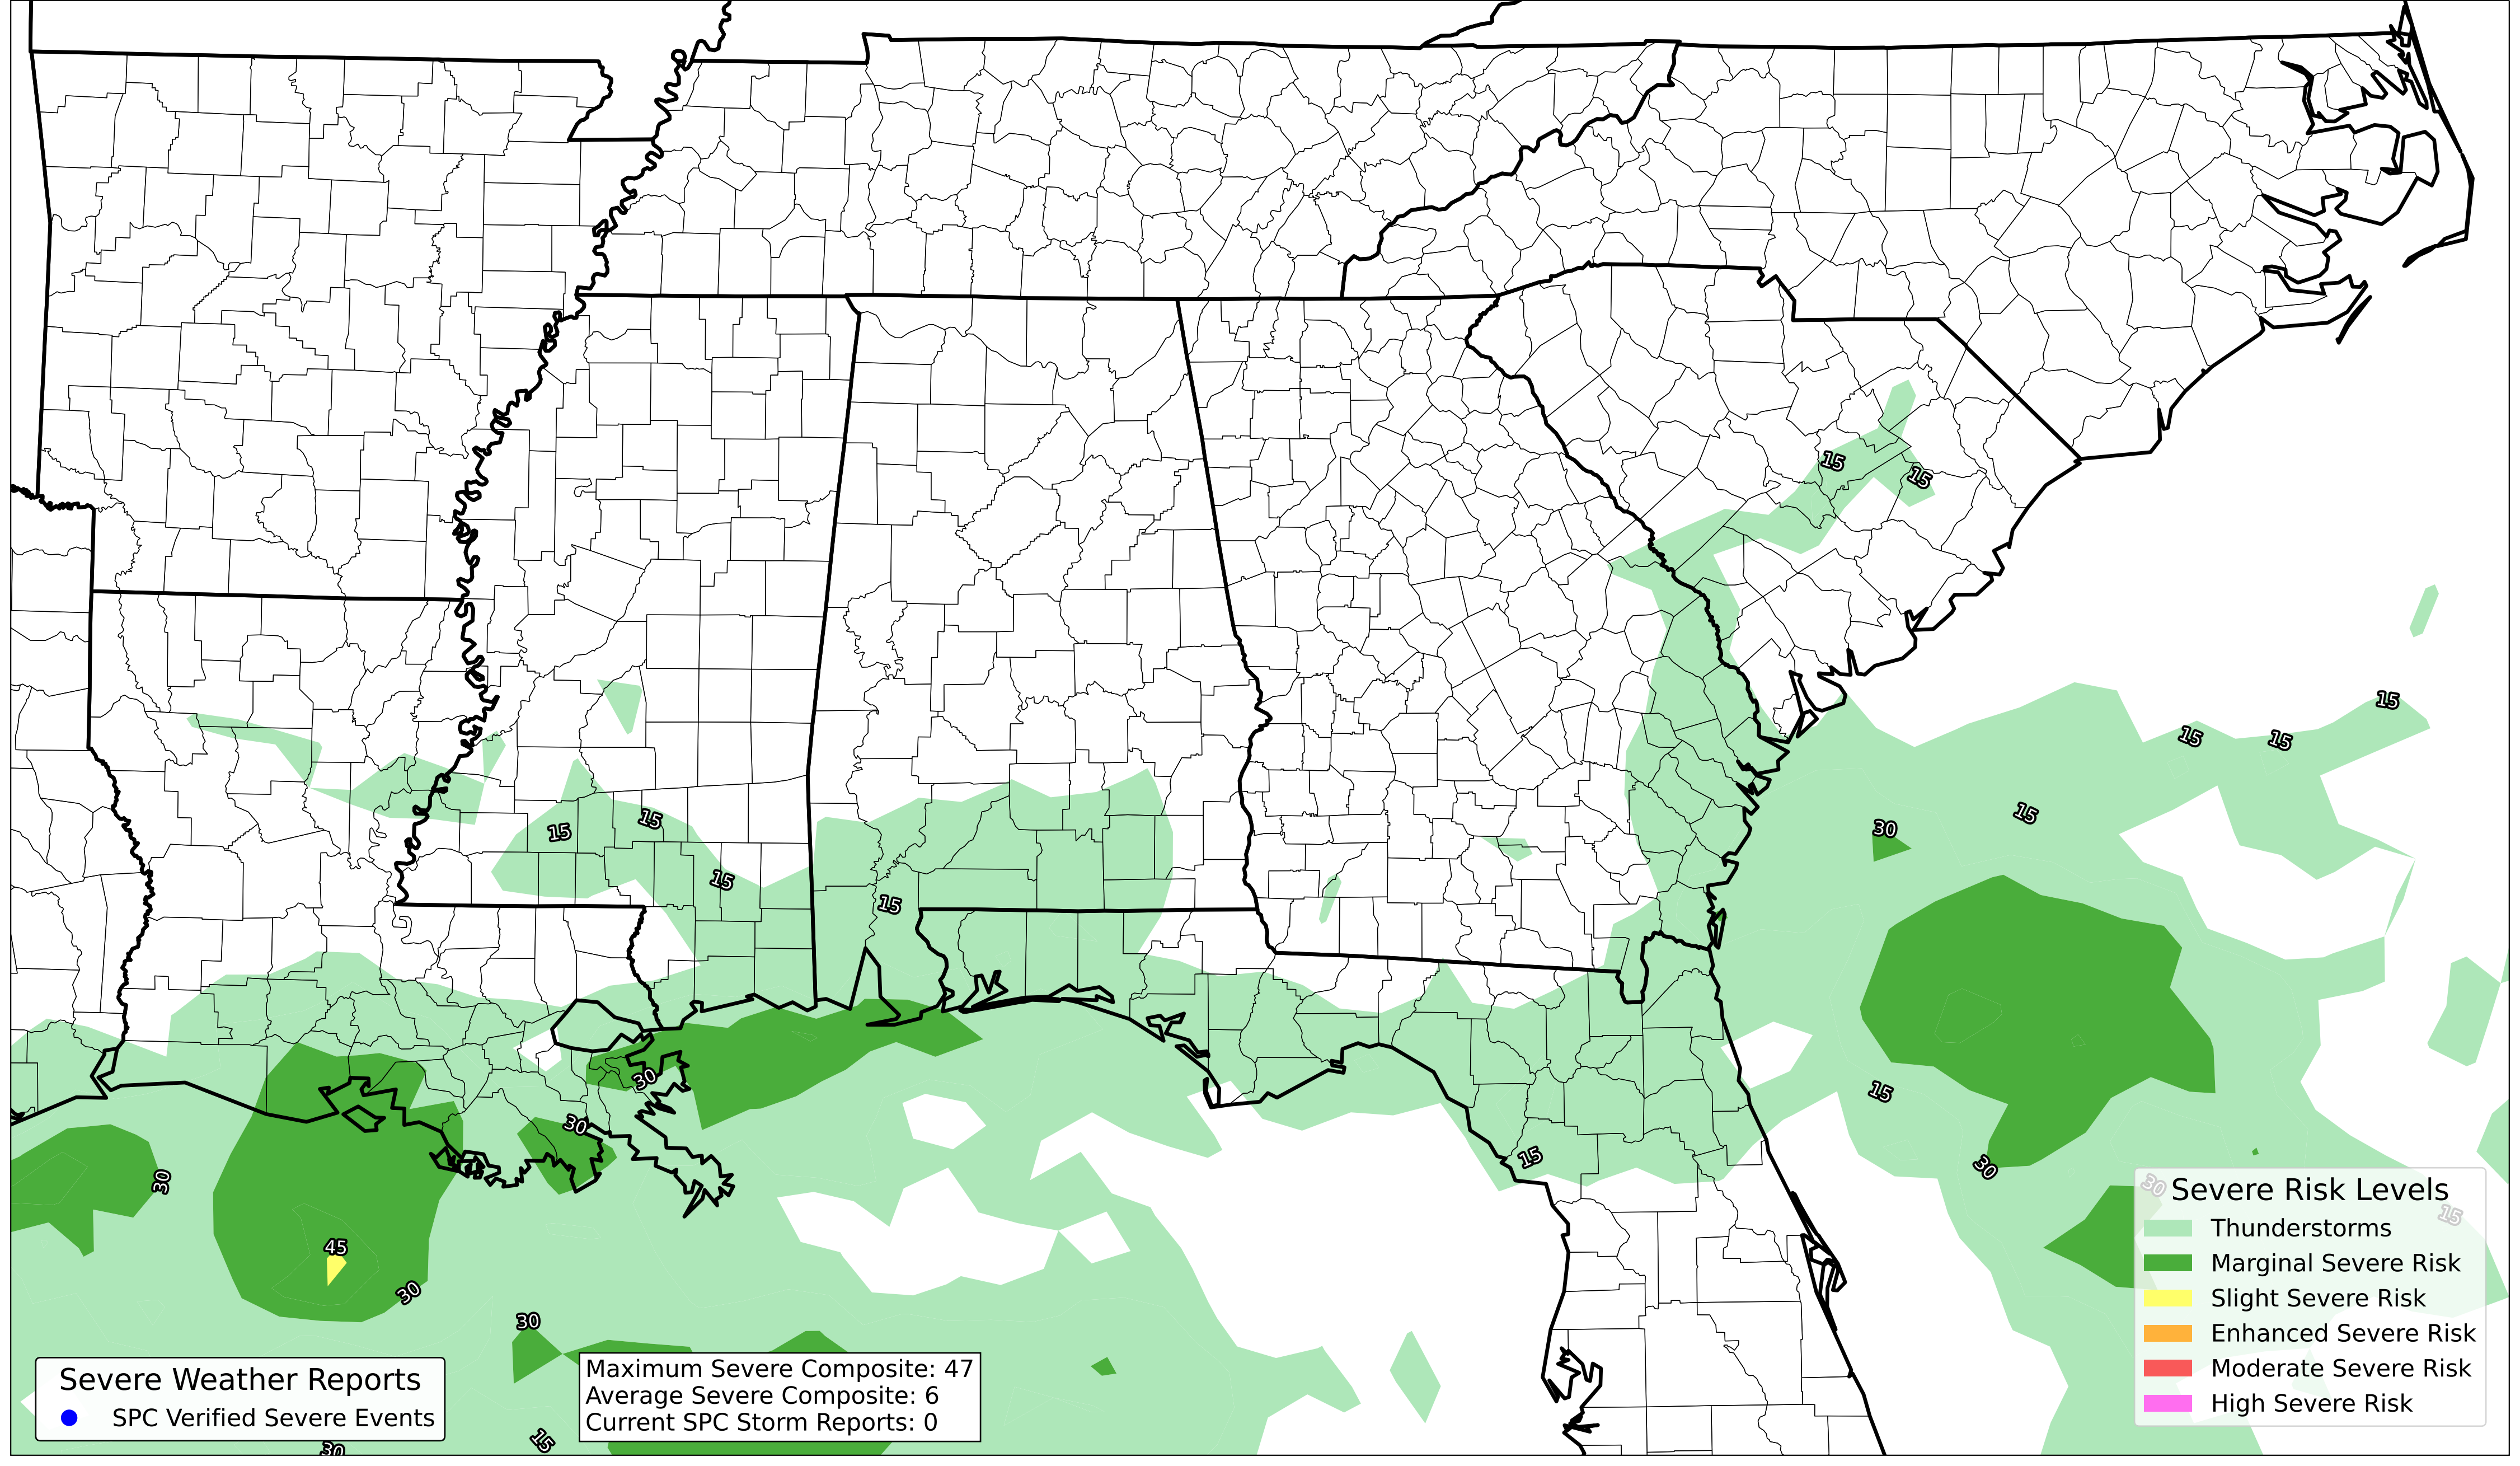 15
15
15
15
15
15
15
15
30
15
15
15
30
15
30
15
30
30
30
15
45
30
30
15
30
Severe Risk Levels
Thunderstorms
Marginal Severe Risk
Slight Severe Risk
Enhanced Severe Risk
Moderate Severe Risk
High Severe Risk
Severe Weather Reports
SPC Verified Severe Events
Maximum Severe Composite: 47
Average Severe Composite: 6
Current SPC Storm Reports: 0